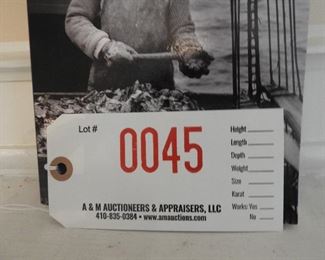 Lot #
0045
Height
Length
Depth
Weight
Size
Karat
Works: Yes
No
A & M AUCTIONEERS & APPRAISERS, LLC
410-835-0384 • www.amauctions.com